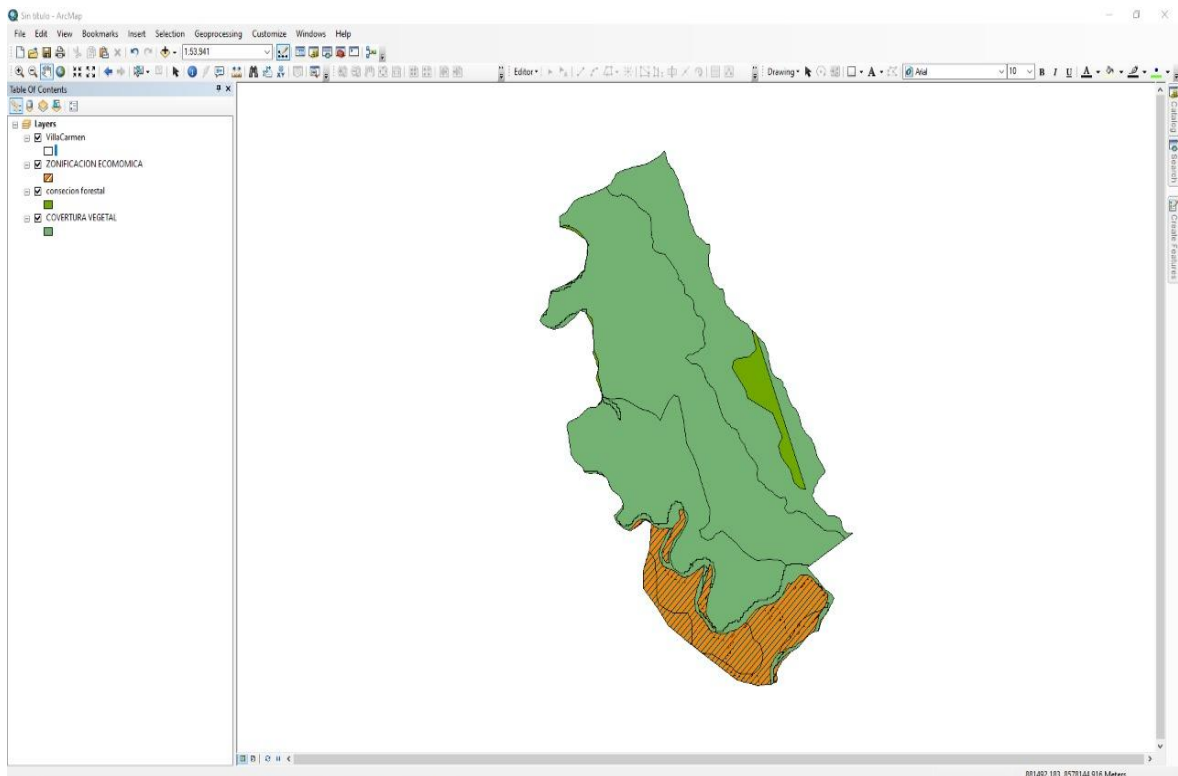 Sin título - ArcMap
File Edit View Bookmarks Insert Selection Geoprocessing Customize Windows Help
1:53,941
Editor
Drawing
Arial
10
B I U A
Table Of Contents
Layers
VillaCarmen
ZONIFICACION ECOMOMICA
consecion forestal
COVERTURA VEGETAL
Catalog
Search
Create Features
881492.183 8578144.916 Meters